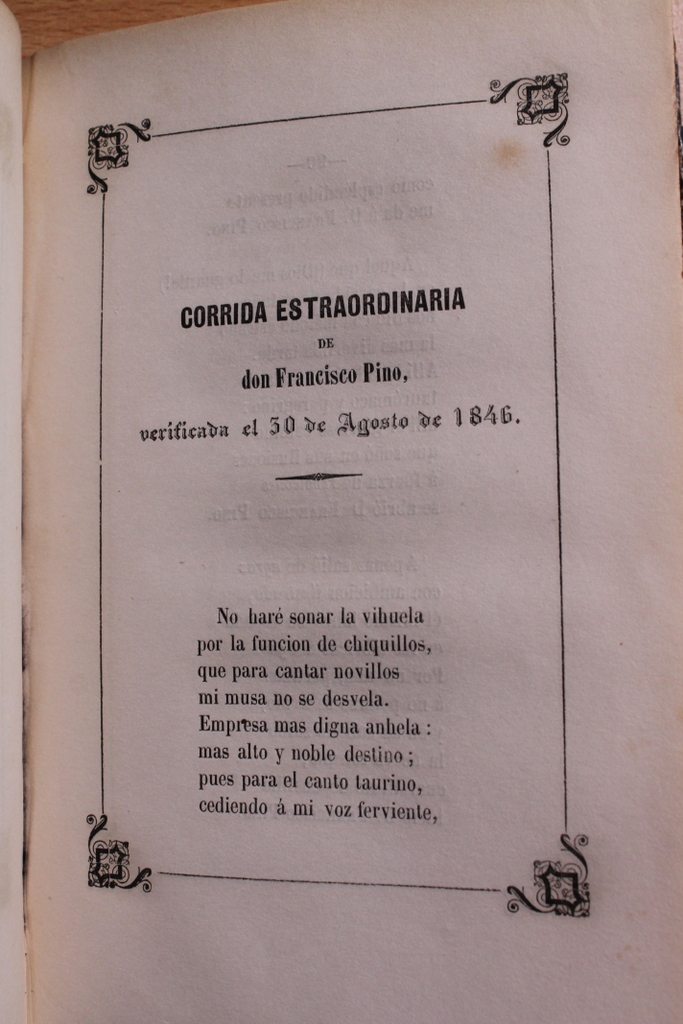 CORRIDA ESTRAORDINARIA
DE
don Francisco Pino,
verificada el 30 de Agosto de 1846.
No haré sonar la vihuela
por la funcion de chiquillos,
que para cantar novillos
mi musa no se desvela.
Empresa mas digna anhela :
mas alto y noble destino ;
pues para el canto taurino,
cediendo á mi voz ferviente,